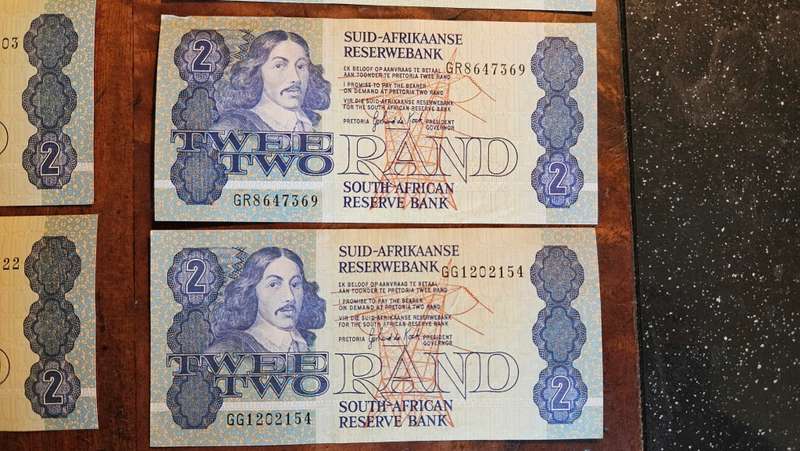 03
2
2
SUID-AFRIKAANSE
RESERWEBANK
EK BELOOF OP AANVRAAG TE BETAAL
AAN TOONDER TE PRETORIA TWEE RAND
GR8647369
I PROMISE TO PAY THE BEARER
ON DEMAND AT PRETORIA TWO RAND
VIR DIE SUID-AFRIKAANSE RESERWEBANK
FOR THE SOUTH AFRICAN RESERVE BANK
PRETORIA
PRESIDENT
GOVERNOR
TWEE
TWO
RAND
2
GR8647369
SOUTH AFRICAN
RESERVE BANK
22
2
2
SUID-AFRIKAANSE
RESERWEBANK
GG1202154
EK BELOOF OP AANVRAAG TE BETAAL
AAN TOONDER TE PRETORIA TWEE RAND
I PROMISE TO PAY THE BEARER
ON DEMAND AT PRETORIA TWO RAND
VIR DIE SUID-AFRIKAANSE RESERWEBANK
FOR THE SOUTH AFRICAN RESERVE BANK
PRETORIA
PRESIDENT
GOVERNOR
TWEE
TWO
RAND
2
GG1202154
SOUTH AFRICAN
RESERVE BANK